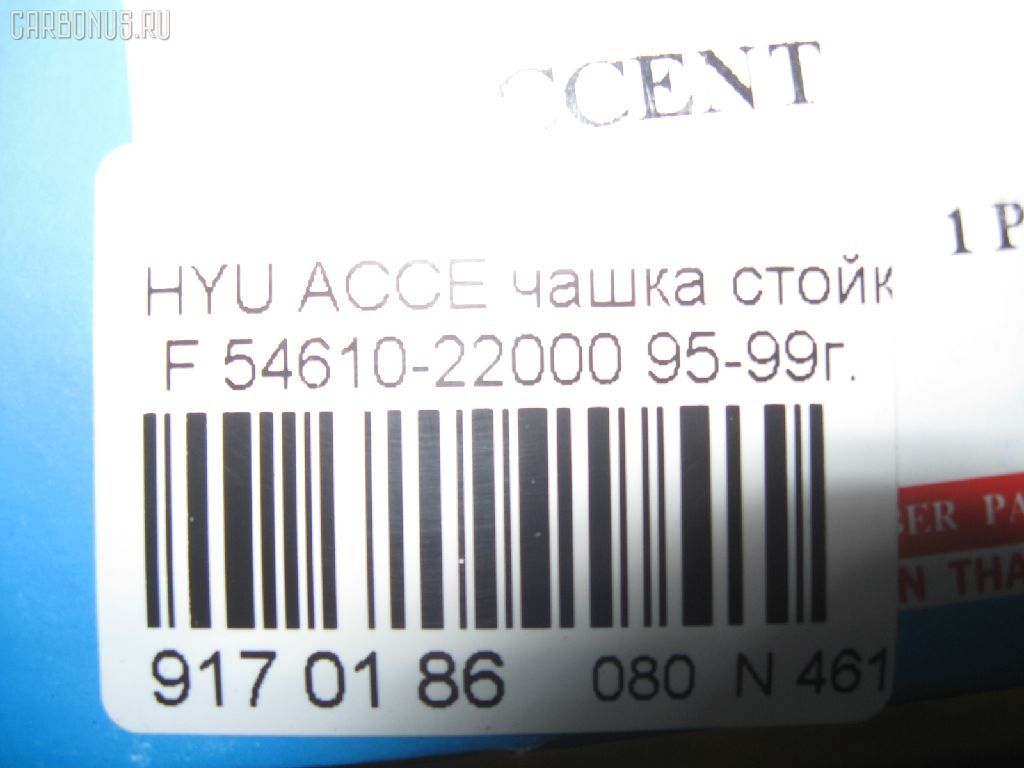 CARBONUS.RU
CCENT
1 P
HYU ACCE чашка стойк
F 54610-22000 95-99г.
BER PA
N THA
917 01 86 080 N 461